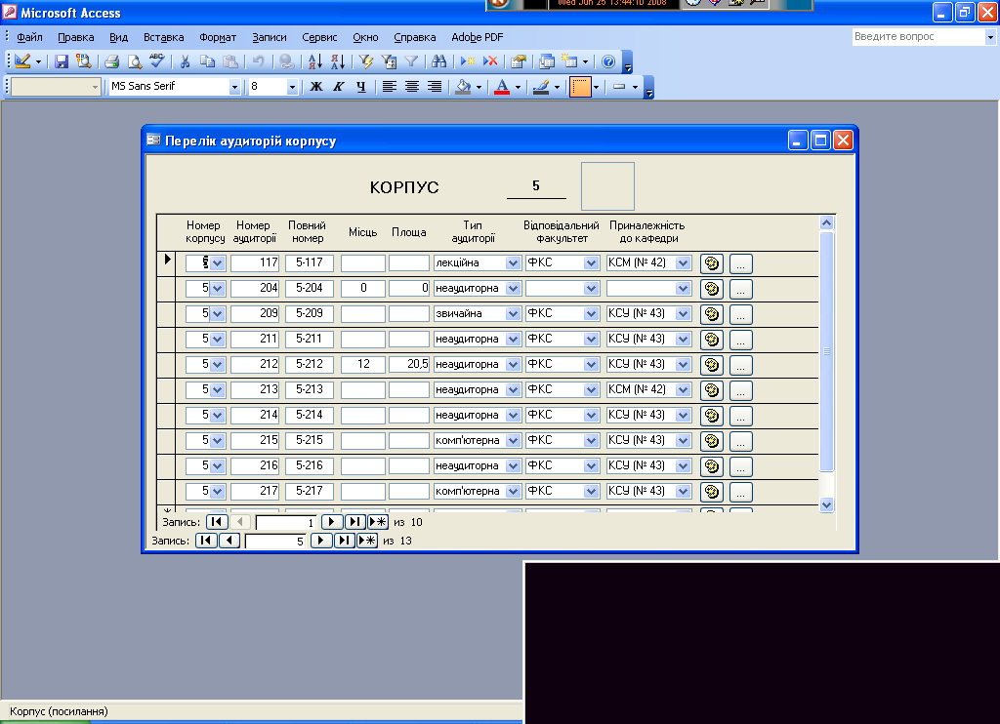 Wed Jun 25 13:44:10 2008
Microsoft Access
Файл Правка Вид Вставка Формат Записи Сервис Окно Справка Adobe PDF
Введите вопрос
MS Sans Serif 8 Ж К Ч
Перелік аудиторій корпусу
КОРПУС 5
Номер корпусу Номер аудиторії Повний номер Місць Площа Тип аудиторії Відповідальний факультет Приналежність до кафедри
5 117 5-117 лекційна ФКС КСМ (№ 42) ...
5 204 5-204 0 0 неаудиторна ...
5 209 5-209 звичайна ФКС КСУ (№ 43) ...
5 211 5-211 неаудиторна ФКС КСУ (№ 43) ...
5 212 5-212 12 20,5 неаудиторна ФКС КСУ (№ 43) ...
5 213 5-213 неаудиторна ФКС КСМ (№ 42) ...
5 214 5-214 неаудиторна ФКС КСУ (№ 43) ...
5 215 5-215 комп'ютерна ФКС КСУ (№ 43) ...
5 216 5-216 неаудиторна ФКС КСУ (№ 43) ...
5 217 5-217 комп'ютерна ФКС КСУ (№ 43) ...
Запись: 1 из 10
Запись: 5 из 13
Корпус (посилання)